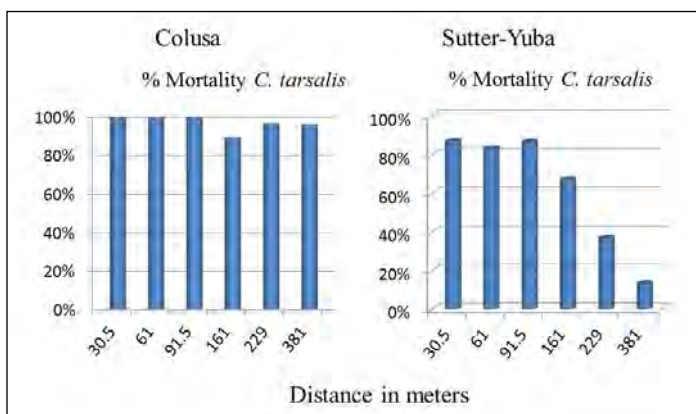 Colusa
% Mortality C. tarsalis
100%
80%
60%
40%
20%
0%
30.5 61 91.5 161 229 381
Sutter-Yuba
% Mortality C. tarsalis
100%
80%
60%
40%
20%
0%
30.5 61 91.5 161 229 381
Distance in meters